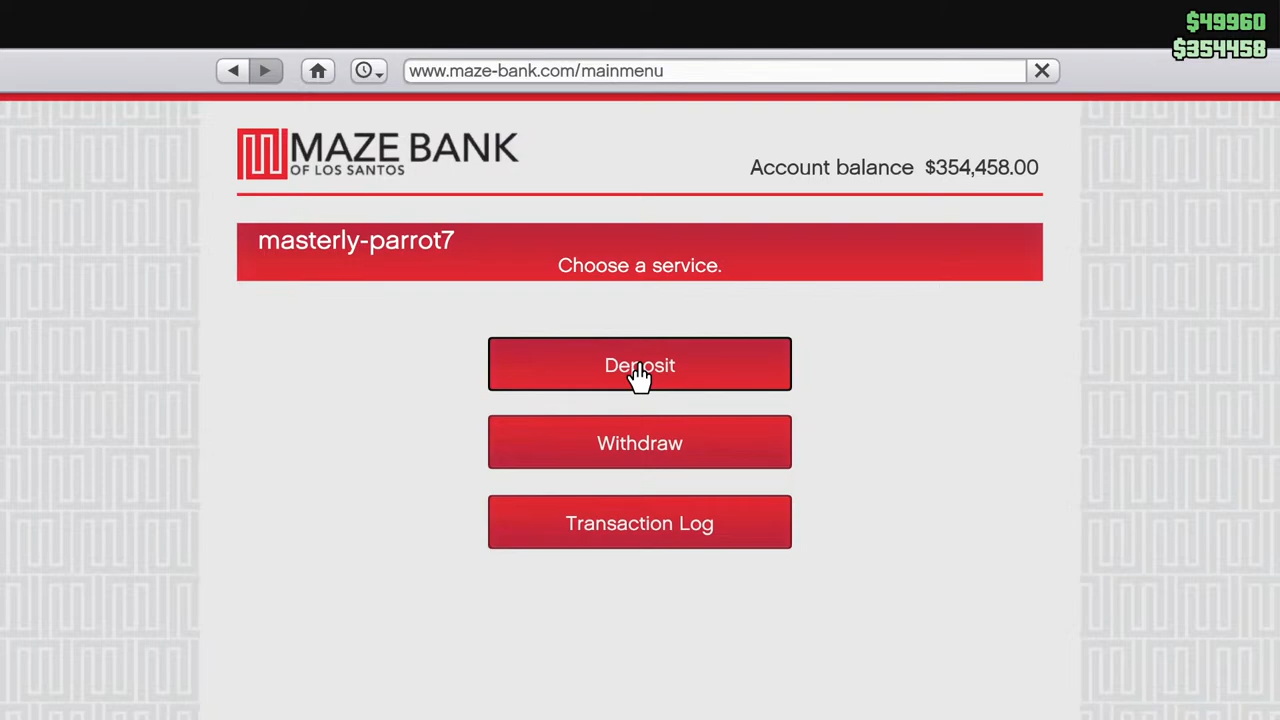 $49960
$354458
www.maze-bank.com/mainmenu
MAZE BANK
OF LOS SANTOS
Account balance $354,458.00
masterly-parrot7
Choose a service.
Deposit
Withdraw
Transaction Log